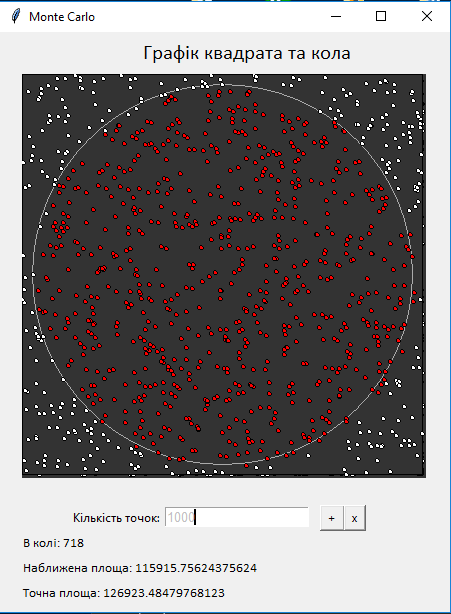 Monte Carlo
Графік квадрата та кола
Кількість точок: 1000 + x
В колі: 718
Наближена площа: 115915.75624375624
Точна площа: 126923.48479768123